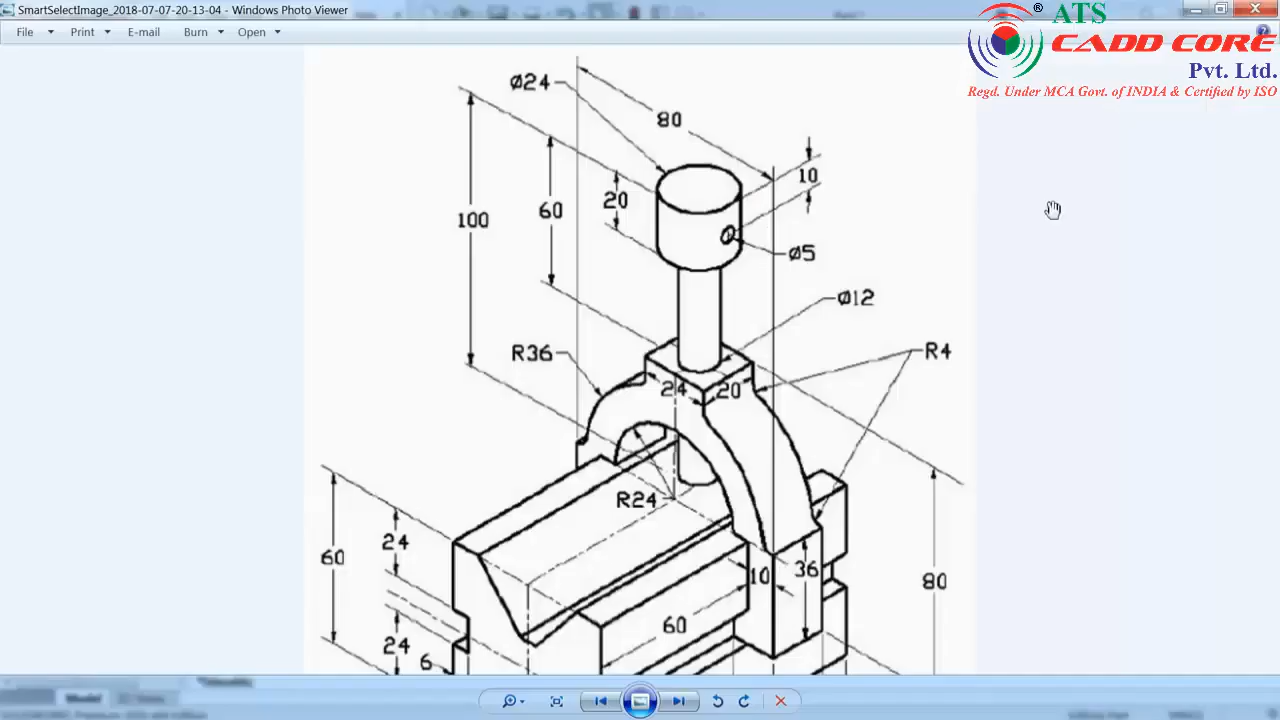 SmartSelectImage_2018-07-07-20-13-04 - Windows Photo Viewer
File Print E-mail Burn Open
ATS
CADD CORE
®
Pvt. Ltd.
Regd. Under MCA Govt. of INDIA & Certified by ISO
Ø24
80
10
20
60
100
Ø5
Ø12
R36
R4
24
20
R24
60
24
10
36
80
60
24
6
Model